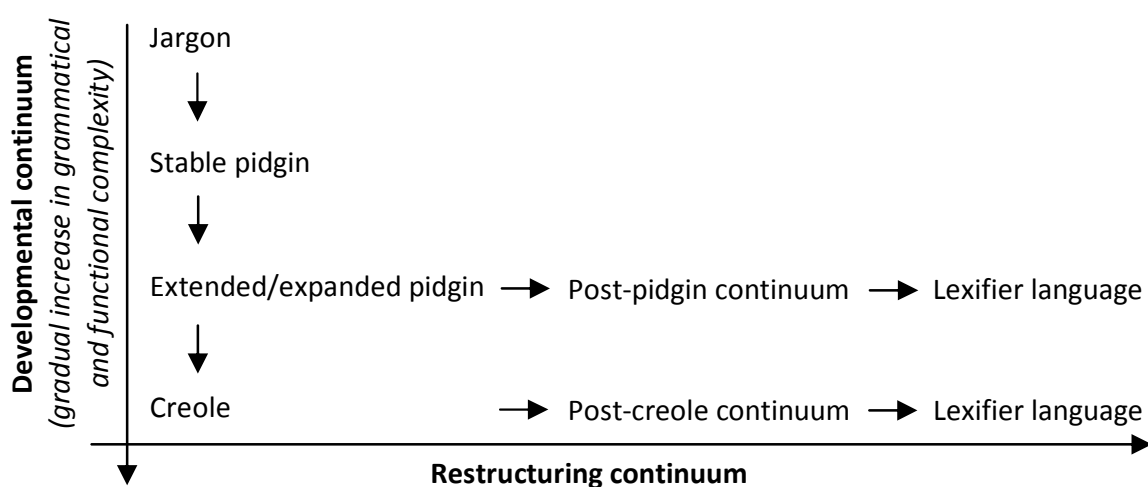 Developmental continuum
(gradual increase in grammatical
and functional complexity)
Jargon
Stable pidgin
Extended/expanded pidgin Post-pidgin continuum Lexifier language
Creole Post-creole continuum Lexifier language
Restructuring continuum